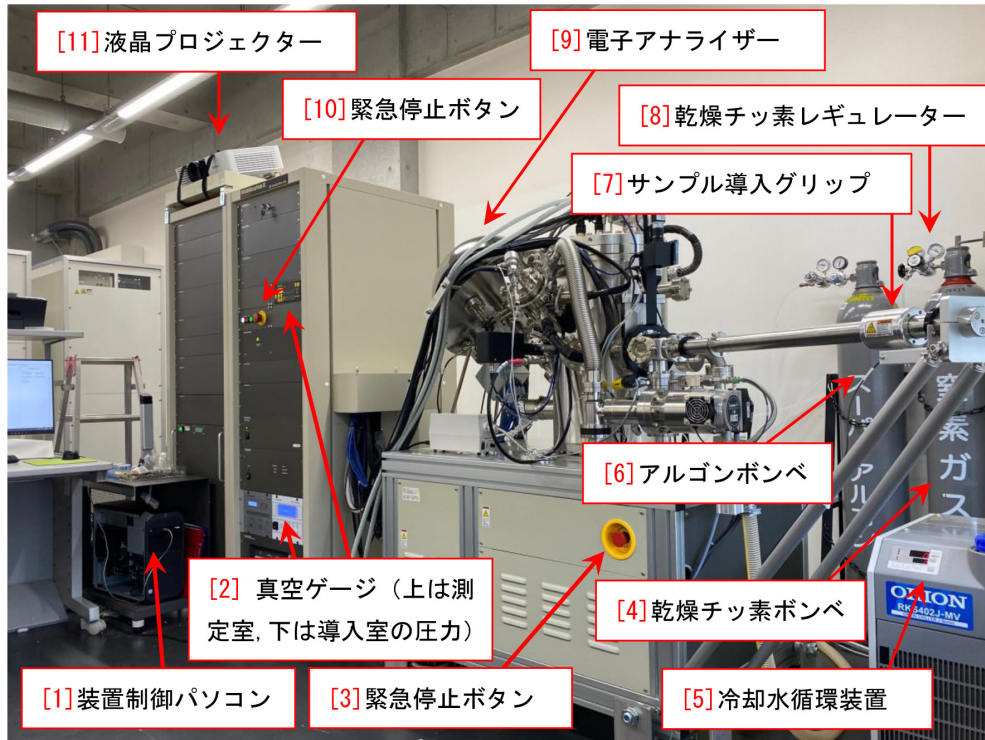 [11]液晶プロジェクター
[9]電子アナライザー
[10]緊急停止ボタン
[8]乾燥チッ素レギュレーター
[7]サンプル導入グリップ
[6]アルゴンボンベ
窒素ガス
[2] 真空ゲージ（上は測
定室,下は導入室の圧力）
[4]乾燥チッ素ボンベ
ORION
RKS402J-MV
[1]装置制御パソコン
[3]緊急停止ボタン
[5]冷却水循環装置